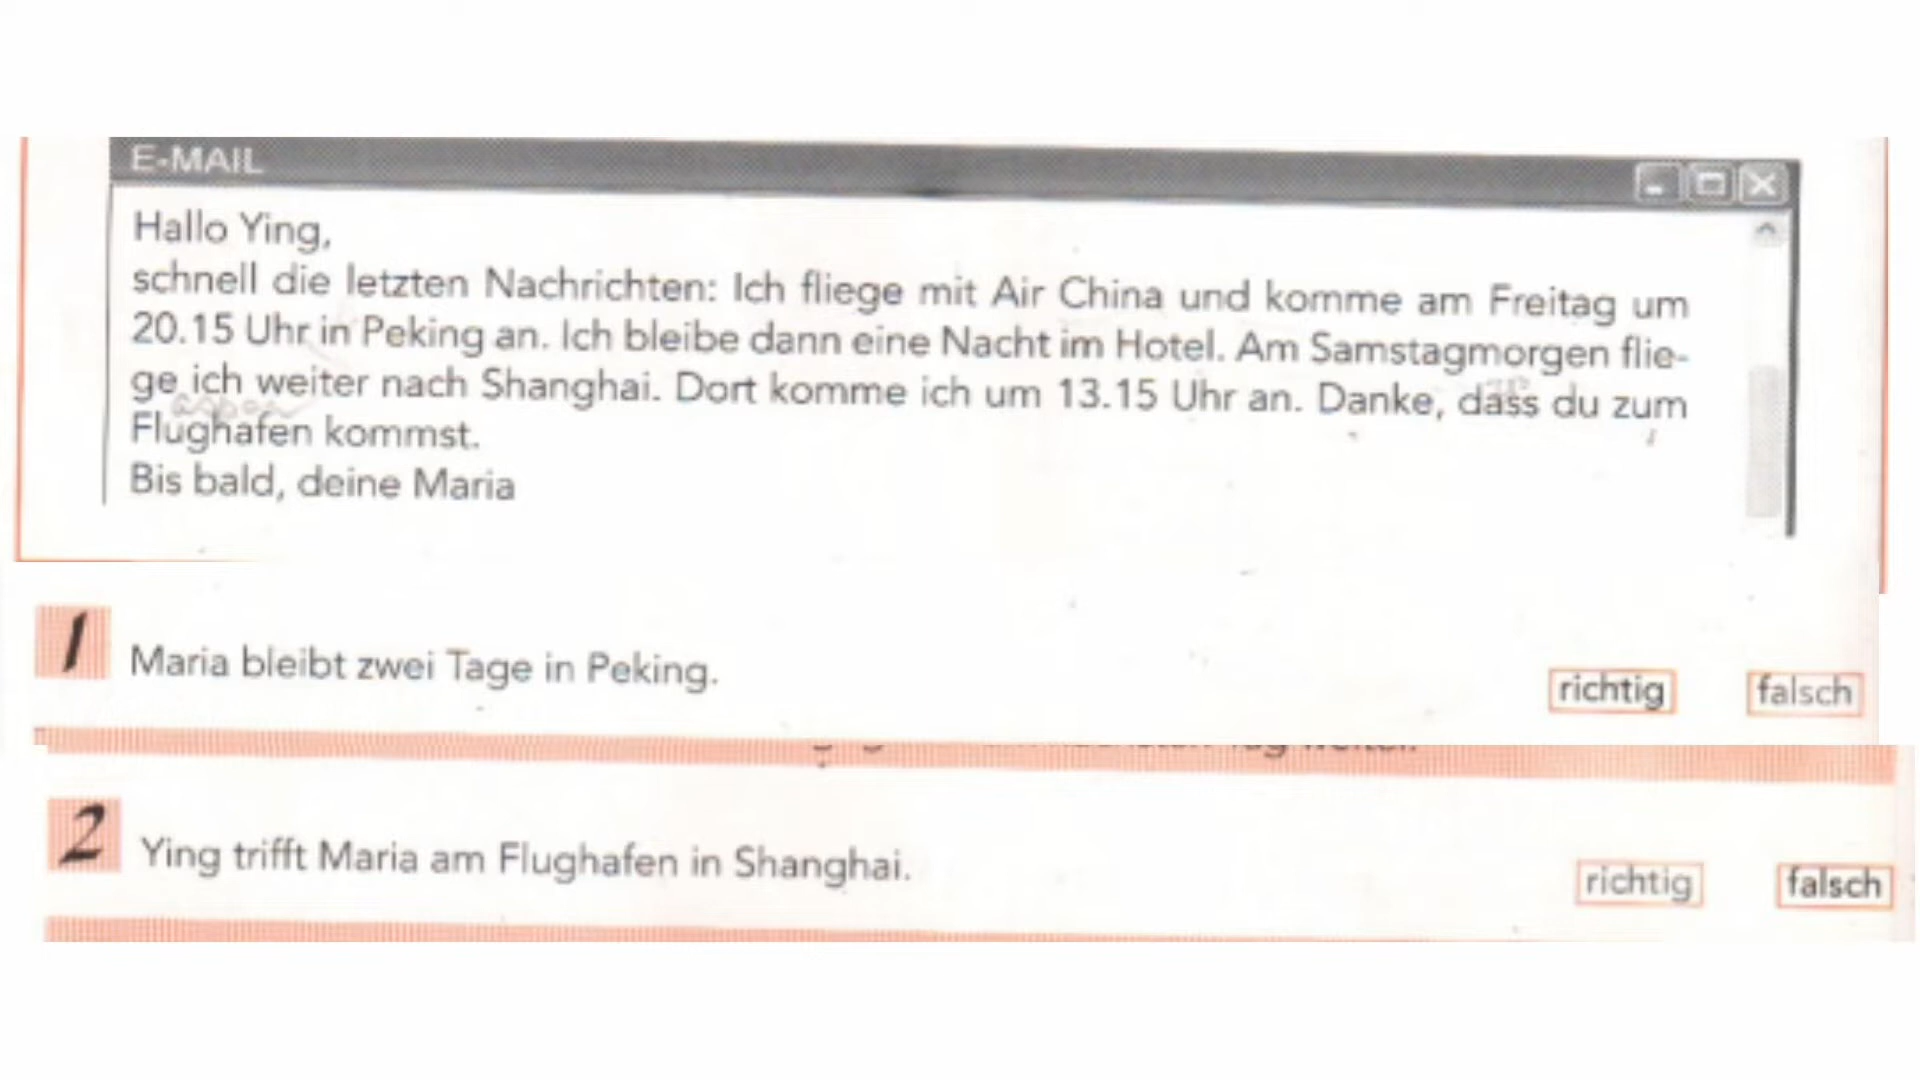 E-MAIL
Hallo Ying,
schnell die letzten Nachrichten: Ich fliege mit Air China und komme am Freitag um
20.15 Uhr in Peking an. Ich bleibe dann eine Nacht im Hotel. Am Samstagmorgen flie-
ge ich weiter nach Shanghai. Dort komme ich um 13.15 Uhr an. Danke, dass du zum
Flughafen kommst.
Bis bald, deine Maria
1 Maria bleibt zwei Tage in Peking. richtig falsch
2 Ying trifft Maria am Flughafen in Shanghai. richtig falsch